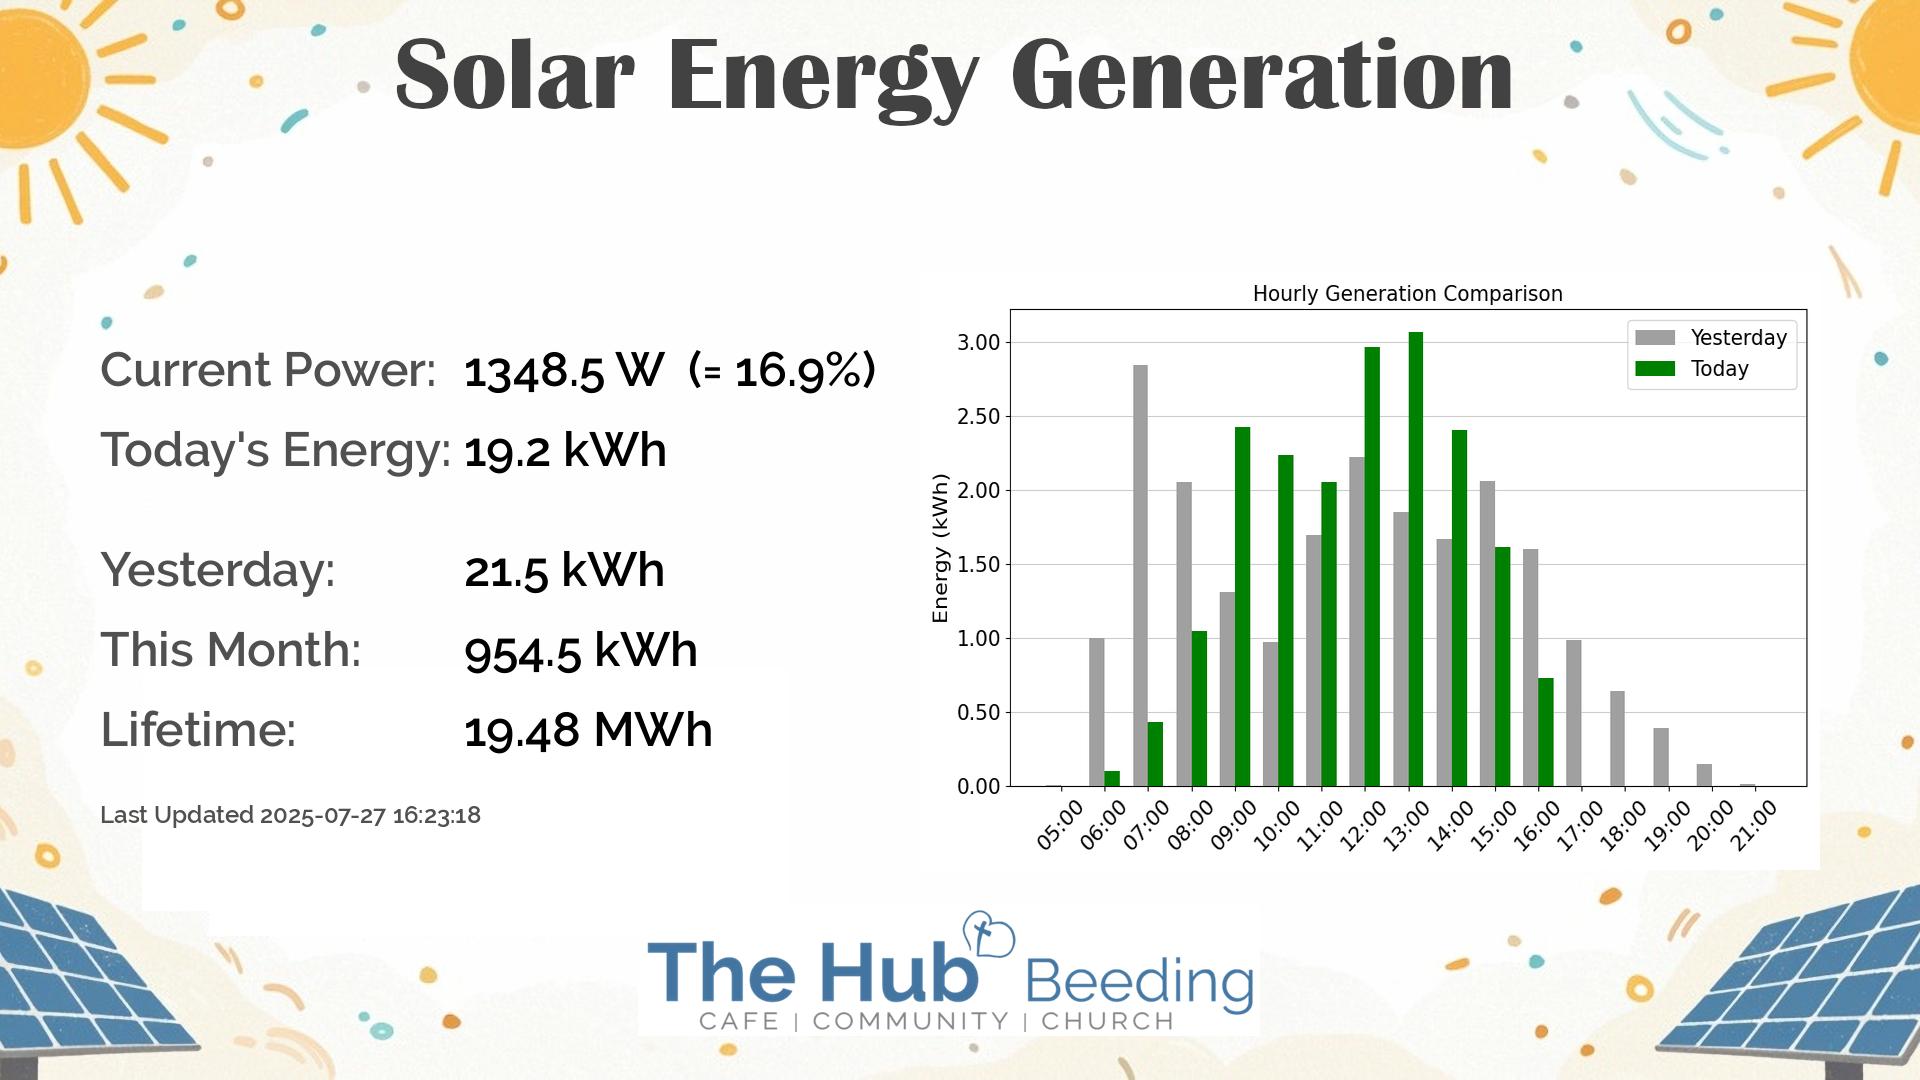 Solar Energy Generation
Current Power: 1348.5 W (= 16.9%)
Today's Energy: 19.2 kWh
Yesterday: 21.5 kWh
This Month: 954.5 kWh
Lifetime: 19.48 MWh
Last Updated 2025-07-27 16:23:18
Hourly Generation Comparison
Yesterday
Today
Energy (kWh)
3.00
2.50
2.00
1.50
1.00
0.50
0.00
05:00 06:00 07:00 08:00 09:00 10:00 11:00 12:00 13:00 14:00 15:00 16:00 17:00 18:00 19:00 20:00 21:00
The Hub Beeding
CAFE | COMMUNITY | CHURCH